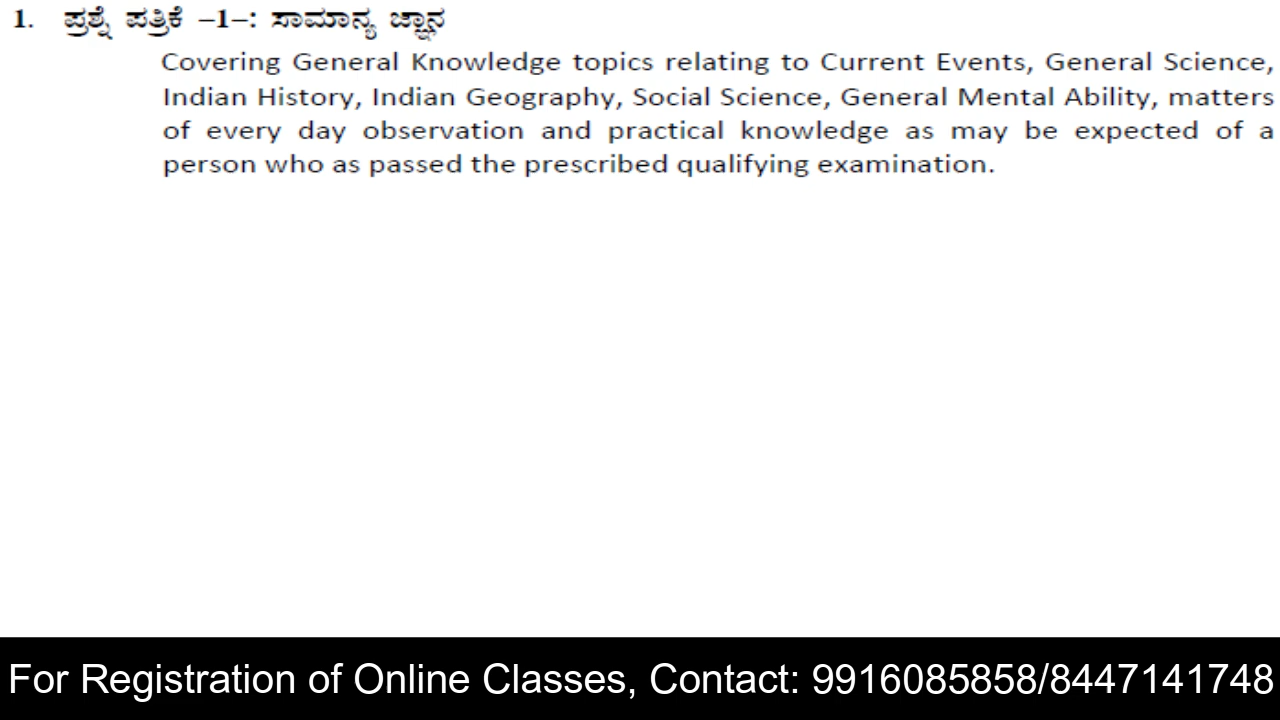 1. ಪ್ರಶ್ನೆ ಪತ್ರಿಕೆ –1–: ಸಾಮಾನ್ಯ ಜ್ಞಾನ
Covering General Knowledge topics relating to Current Events, General Science,
Indian History, Indian Geography, Social Science, General Mental Ability, matters
of every day observation and practical knowledge as may be expected of a
person who as passed the prescribed qualifying examination.
For Registration of Online Classes, Contact: 9916085858/8447141748